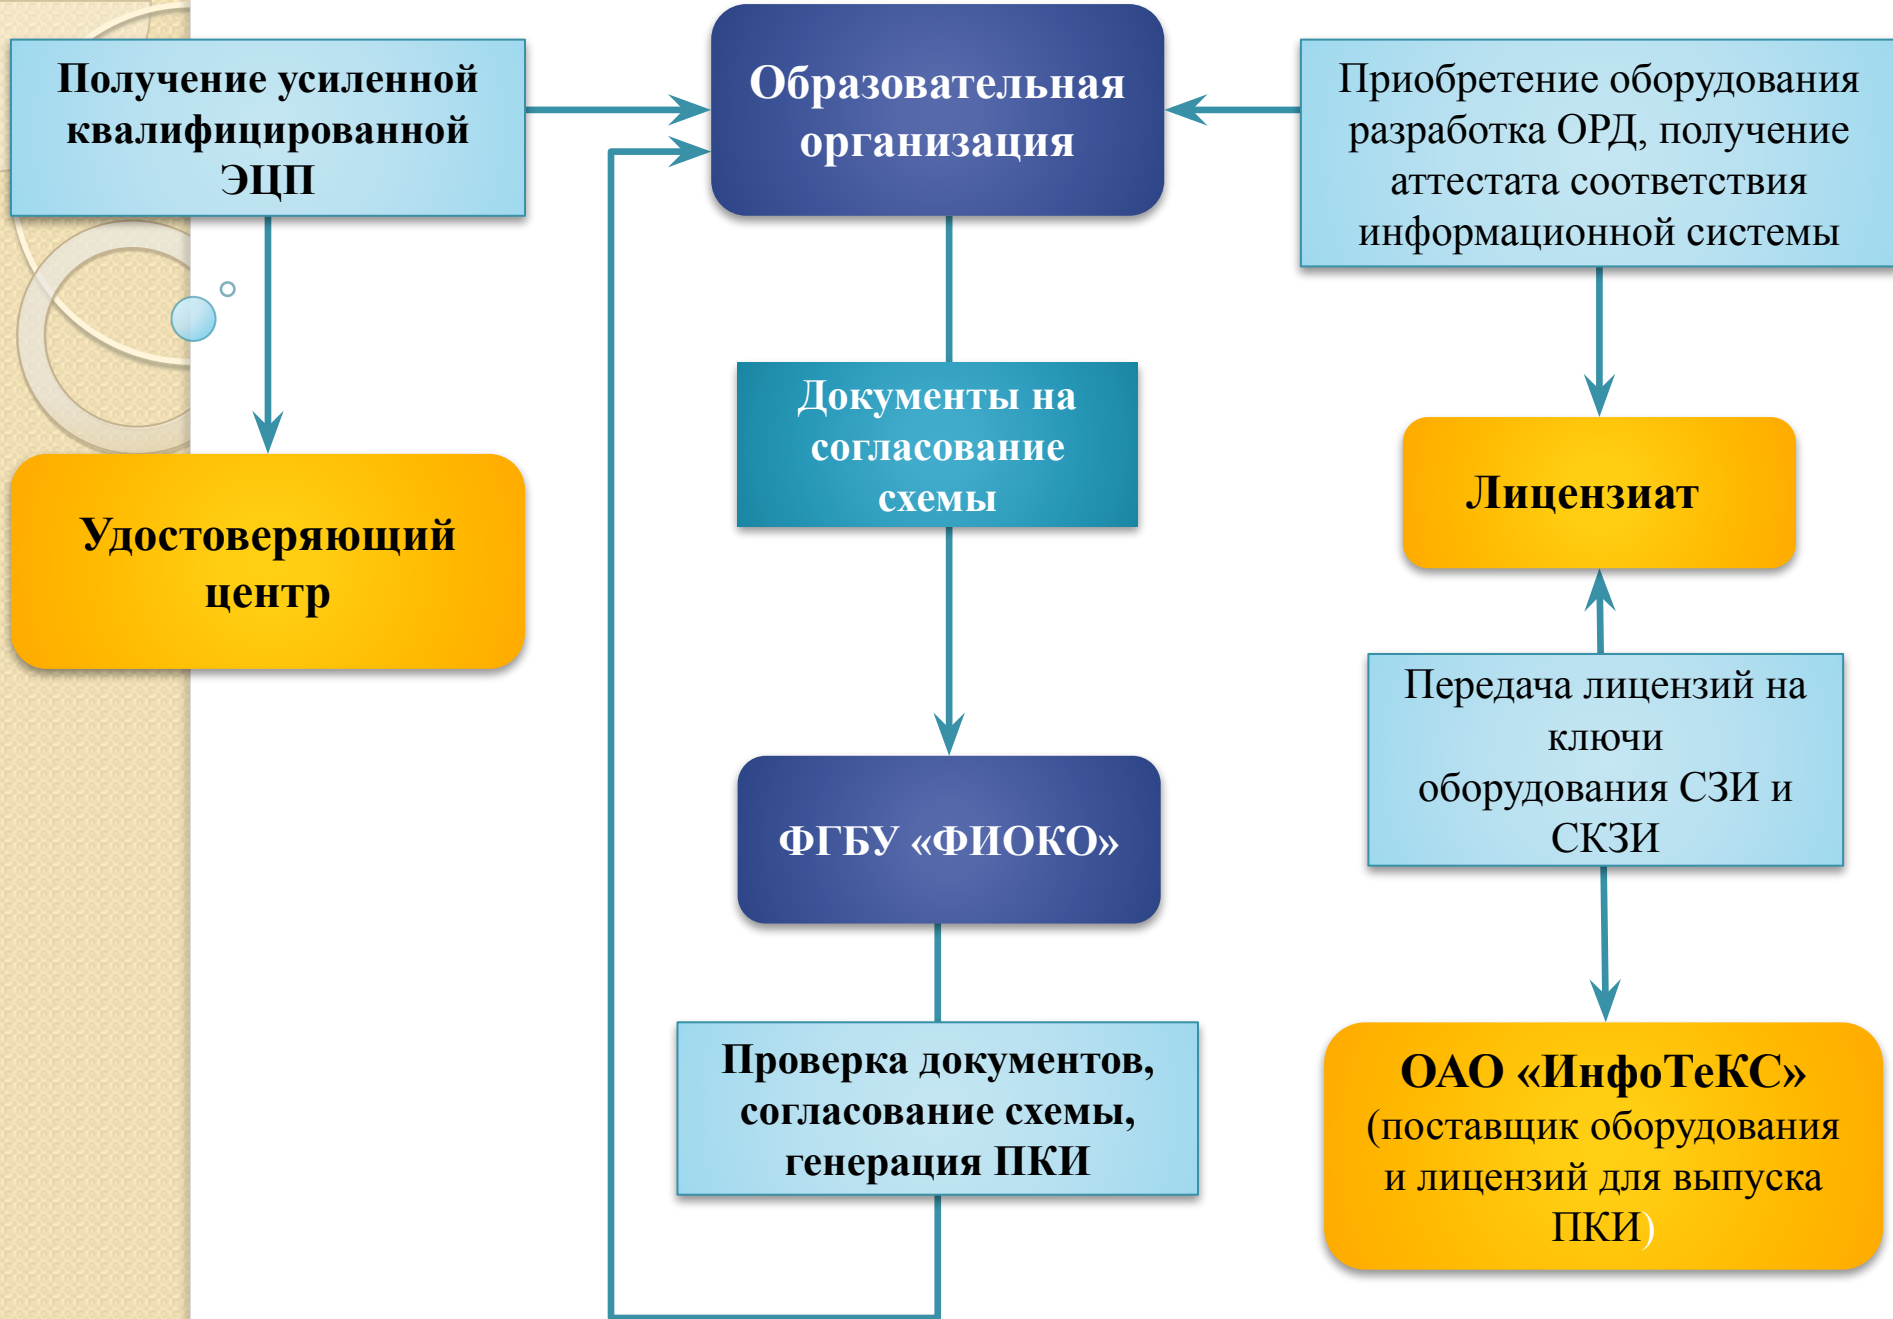 Получение усиленной
квалифицированной
ЭЦП
Образовательная
организация
Приобретение оборудования
разработка ОРД, получение
аттестата соответствия
информационной системы
Документы на
согласование
схемы
Удостоверяющий
центр
Лицензиат
Передача лицензий на
ключи
оборудования СЗИ и
СКЗИ
ФГБУ «ФИОКО»
Проверка документов,
согласование схемы,
генерация ПКИ
ОАО «ИнфоТеКС»
(поставщик оборудования
и лицензий для выпуска
ПКИ)